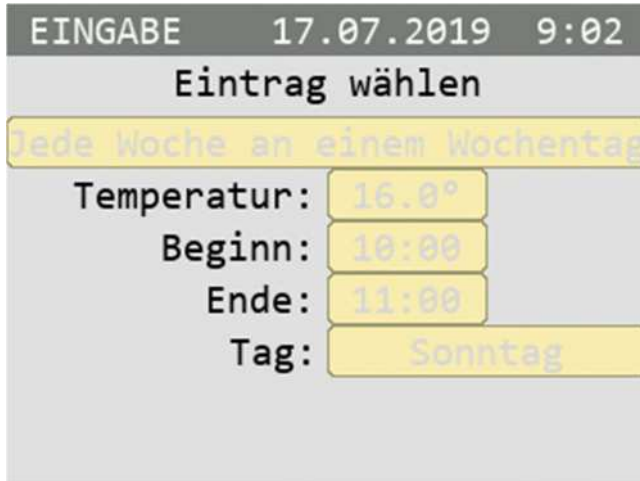 EINGABE 17.07.2019 9:02
Eintrag wählen
Jede Woche an einem Wochentag
Temperatur: 16.0°
Beginn: 10:00
Ende: 11:00
Tag: Sonntag